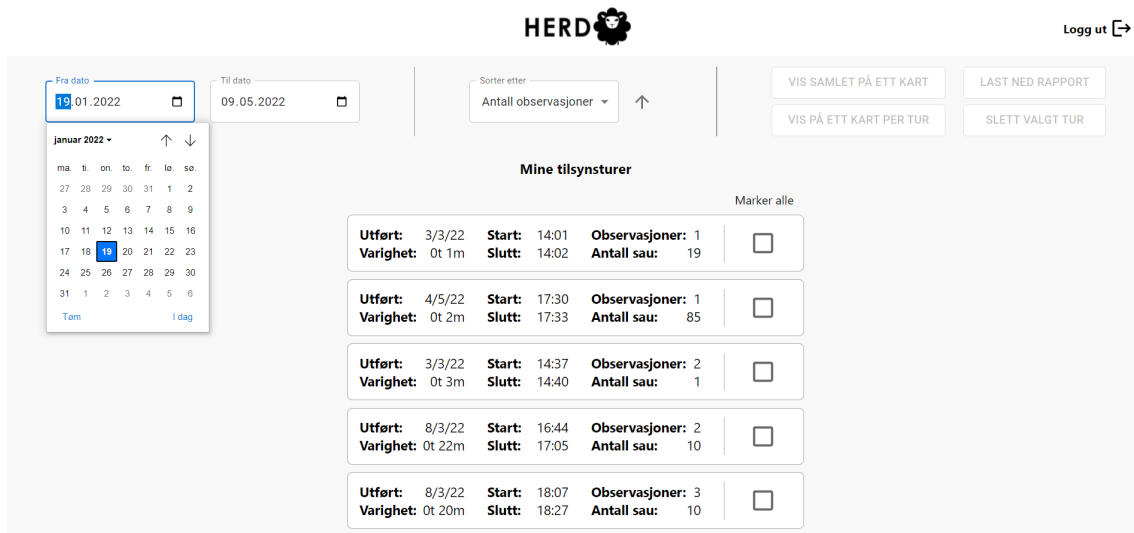 HERD
Logg ut
Fra dato
19.01.2022
Til dato
09.05.2022
Sorter etter
Antall observasjoner
VIS SAMLET PÅ ETT KART
LAST NED RAPPORT
VIS PÅ ETT KART PER TUR
SLETT VALGT TUR
januar 2022
ma. ti. on. to. fr. lø. sø.
27 28 29 30 31 1 2
3 4 5 6 7 8 9
10 11 12 13 14 15 16
17 18 19 20 21 22 23
24 25 26 27 28 29 30
31 1 2 3 4 5 6
Tøm I dag
Mine tilsynsturer
Marker alle
Utført: 3/3/22 Start: 14:01 Observasjoner: 1
Varighet: 0t 1m Slutt: 14:02 Antall sau: 19
Utført: 4/5/22 Start: 17:30 Observasjoner: 1
Varighet: 0t 2m Slutt: 17:33 Antall sau: 85
Utført: 3/3/22 Start: 14:37 Observasjoner: 2
Varighet: 0t 3m Slutt: 14:40 Antall sau: 1
Utført: 8/3/22 Start: 16:44 Observasjoner: 2
Varighet: 0t 22m Slutt: 17:05 Antall sau: 10
Utført: 8/3/22 Start: 18:07 Observasjoner: 3
Varighet: 0t 20m Slutt: 18:27 Antall sau: 10